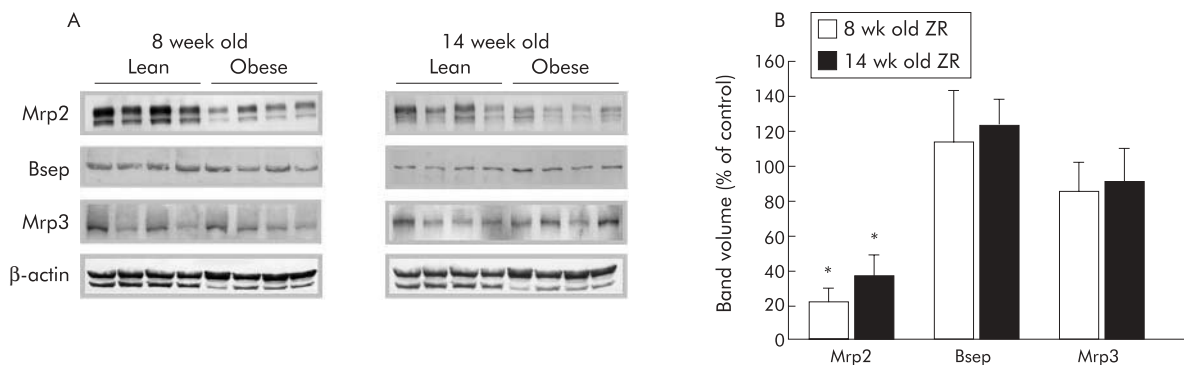 A
8 week old
14 week old
Lean
Obese
Lean
Obese
Mrp2
Bsep
Mrp3
β-actin
B
8 wk old ZR
14 wk old ZR
Band volume (% of control)
160
140
120
100
80
60
40
20
0
*
*
Mrp2
Bsep
Mrp3